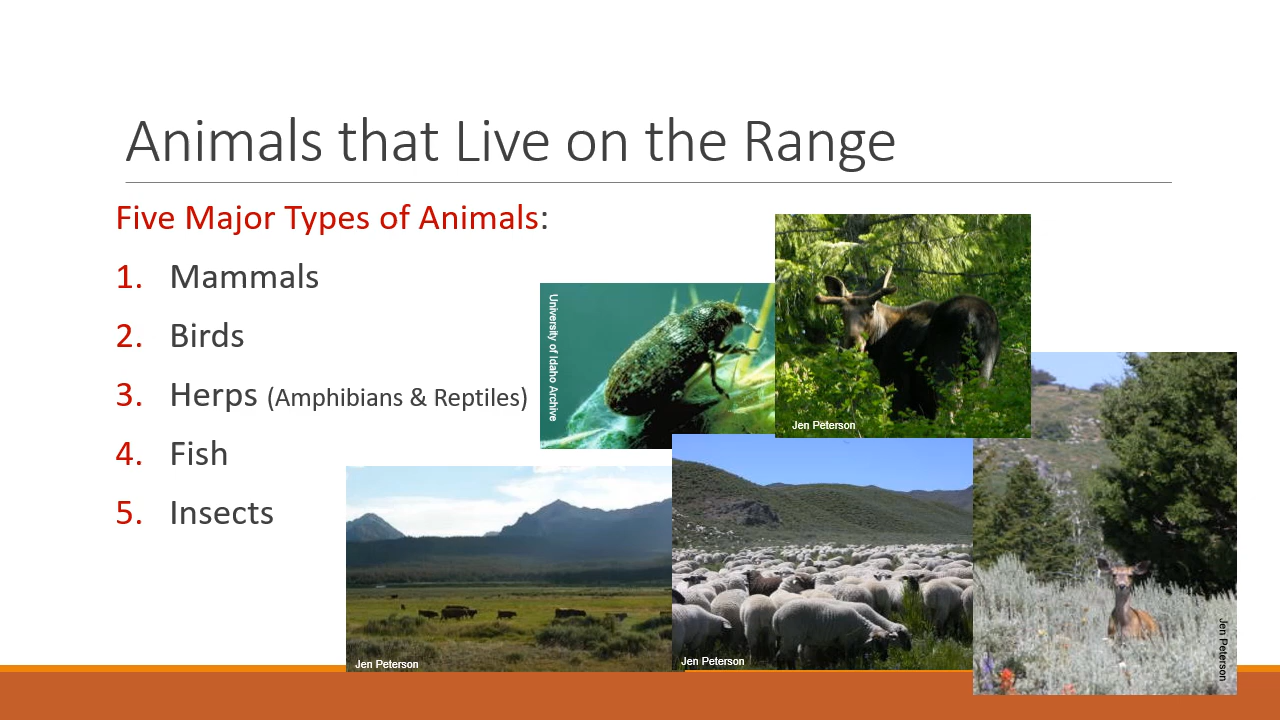 Animals that Live on the Range
Five Major Types of Animals:
1. Mammals
2. Birds
3. Herps (Amphibians & Reptiles)
4. Fish
5. Insects
University of Idaho Archive
Jen Peterson
Jen Peterson
Jen Peterson
Jen Peterson